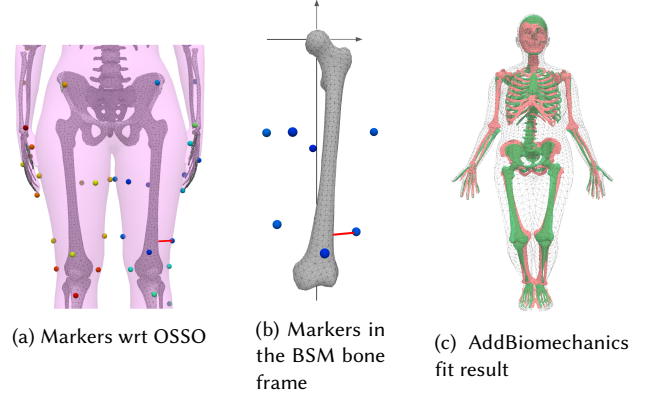 (a) Markers wrt OSSO
(b) Markers in
the BSM bone
frame
(c) AddBiomechanics
fit result